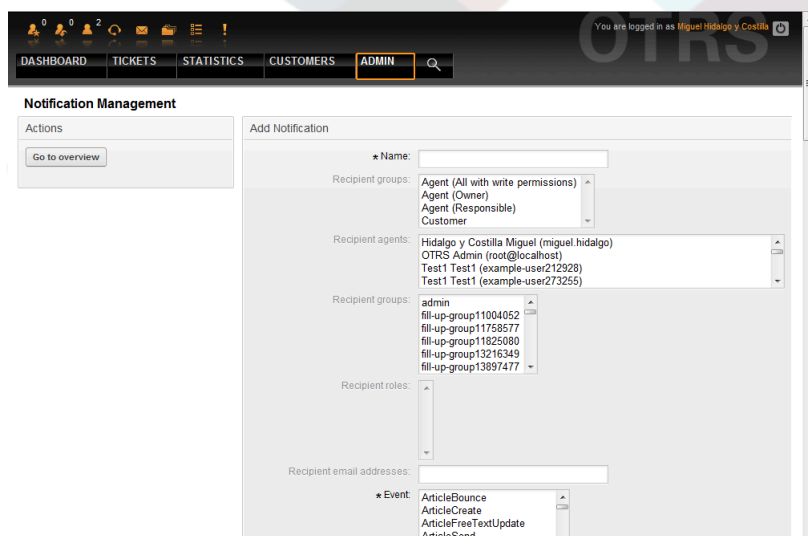 0 0 2
OTRS
You are logged in as Miguel Hidalgo y Costilla
DASHBOARD TICKETS STATISTICS CUSTOMERS ADMIN
Notification Management
Actions
Go to overview
Add Notification
★ Name:
Recipient groups:
Agent (All with write permissions)
Agent (Owner)
Agent (Responsible)
Customer
Recipient agents:
Hidalgo y Costilla Miguel (miguel.hidalgo)
OTRS Admin (root@localhost)
Test1 Test1 (example-user212928)
Test1 Test1 (example-user273255)
Recipient groups:
admin
fill-up-group11004052
fill-up-group11758577
fill-up-group11825080
fill-up-group13216349
fill-up-group13897477
Recipient roles:
Recipient email addresses:
★ Event:
ArticleBounce
ArticleCreate
ArticleFreeTextUpdate
ArticleSend